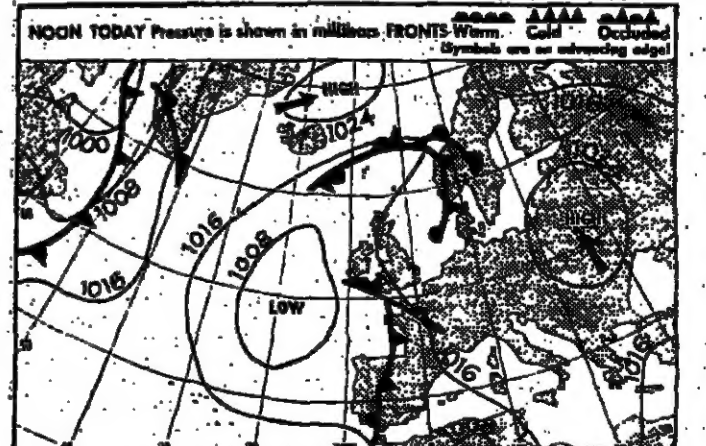 NOON TODAY Pressure is shown in millibars FRONTS Warm Cold Occluded
(Symbols are on advancing edge)
HIGH
1016
1024
1000
1008
1016
1008
HIGH
1016
LOW
1016
1016